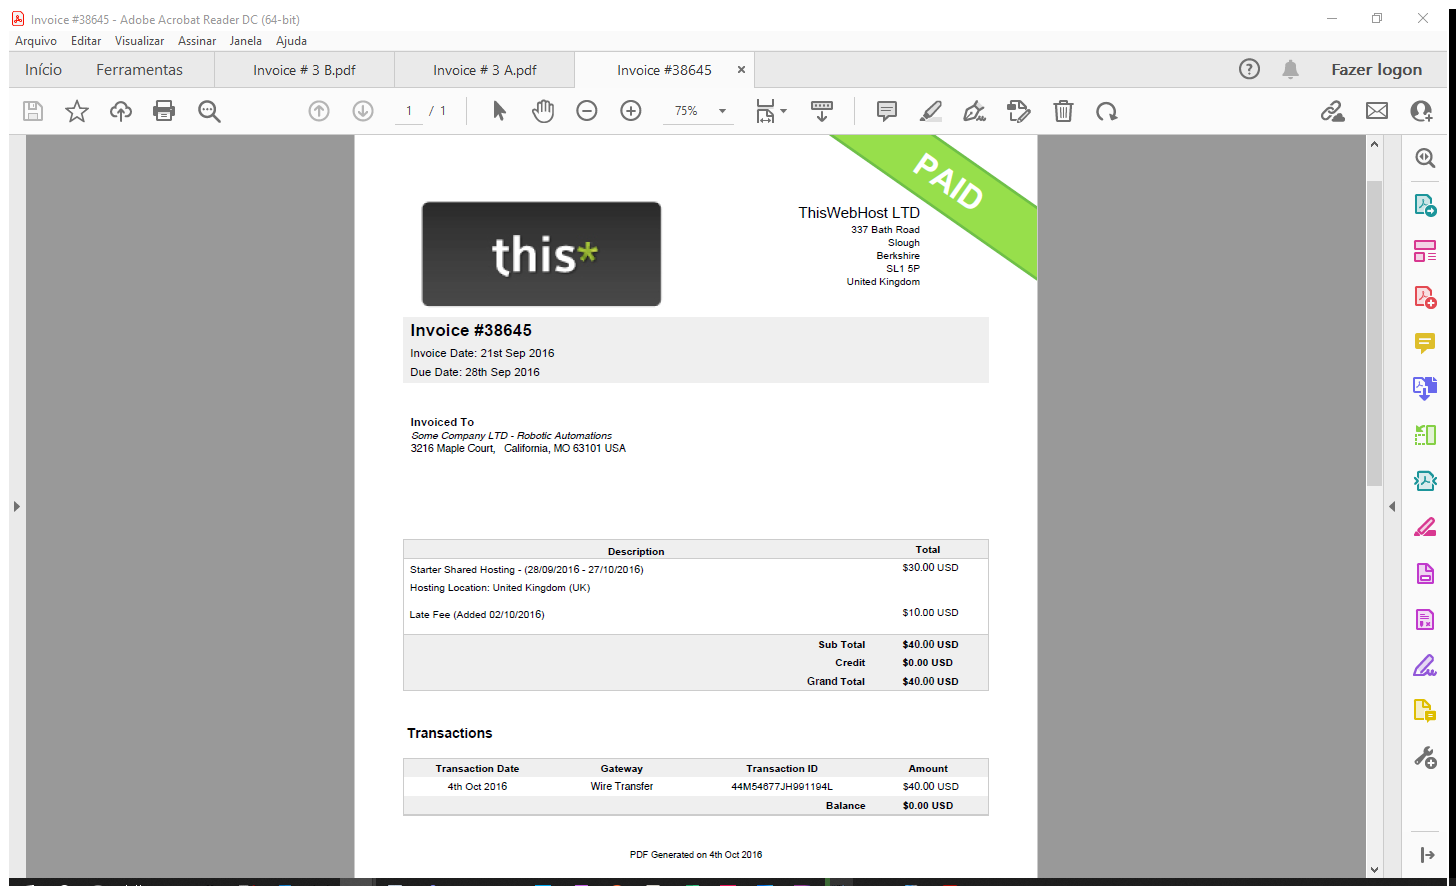 Invoice #38645 - Adobe Acrobat Reader DC (64-bit)
Arquivo Editar Visualizar Assinar Janela Ajuda
Início Ferramentas Invoice # 3 B.pdf Invoice # 3 A.pdf Invoice #38645 × Fazer logon
1 / 1 75%
PAID
this*
ThisWebHost LTD
337 Bath Road
Slough
Berkshire
SL1 5P
United Kingdom
Invoice #38645
Invoice Date: 21st Sep 2016
Due Date: 28th Sep 2016
Invoiced To
Some Company LTD - Robotic Automations
3216 Maple Court, California, MO 63101 USA
Description Total
Starter Shared Hosting - (28/09/2016 - 27/10/2016) $30.00 USD
Hosting Location: United Kingdom (UK)
Late Fee (Added 02/10/2016) $10.00 USD
Sub Total $40.00 USD
Credit $0.00 USD
Grand Total $40.00 USD
Transactions
Transaction Date Gateway Transaction ID Amount
4th Oct 2016 Wire Transfer 44M54677JH991194L $40.00 USD
Balance $0.00 USD
PDF Generated on 4th Oct 2016